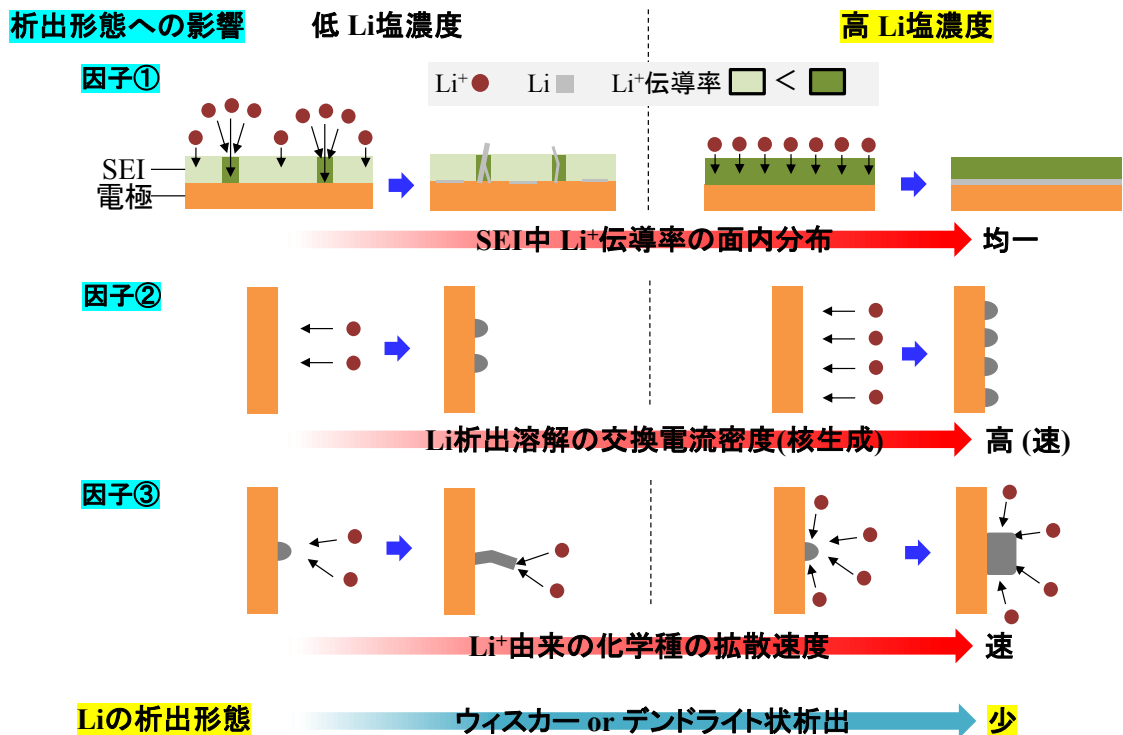 析出形態への影響 低 Li塩濃度 高 Li塩濃度
因子①
Li⁺ Li Li⁺伝導率 <
SEI
電極
SEI中 Li⁺伝導率の面内分布 均一
因子②
Li析出溶解の交換電流密度(核生成) 高 (速)
因子③
Li⁺由来の化学種の拡散速度 速
Liの析出形態 ウィスカー or デンドライト状析出 少